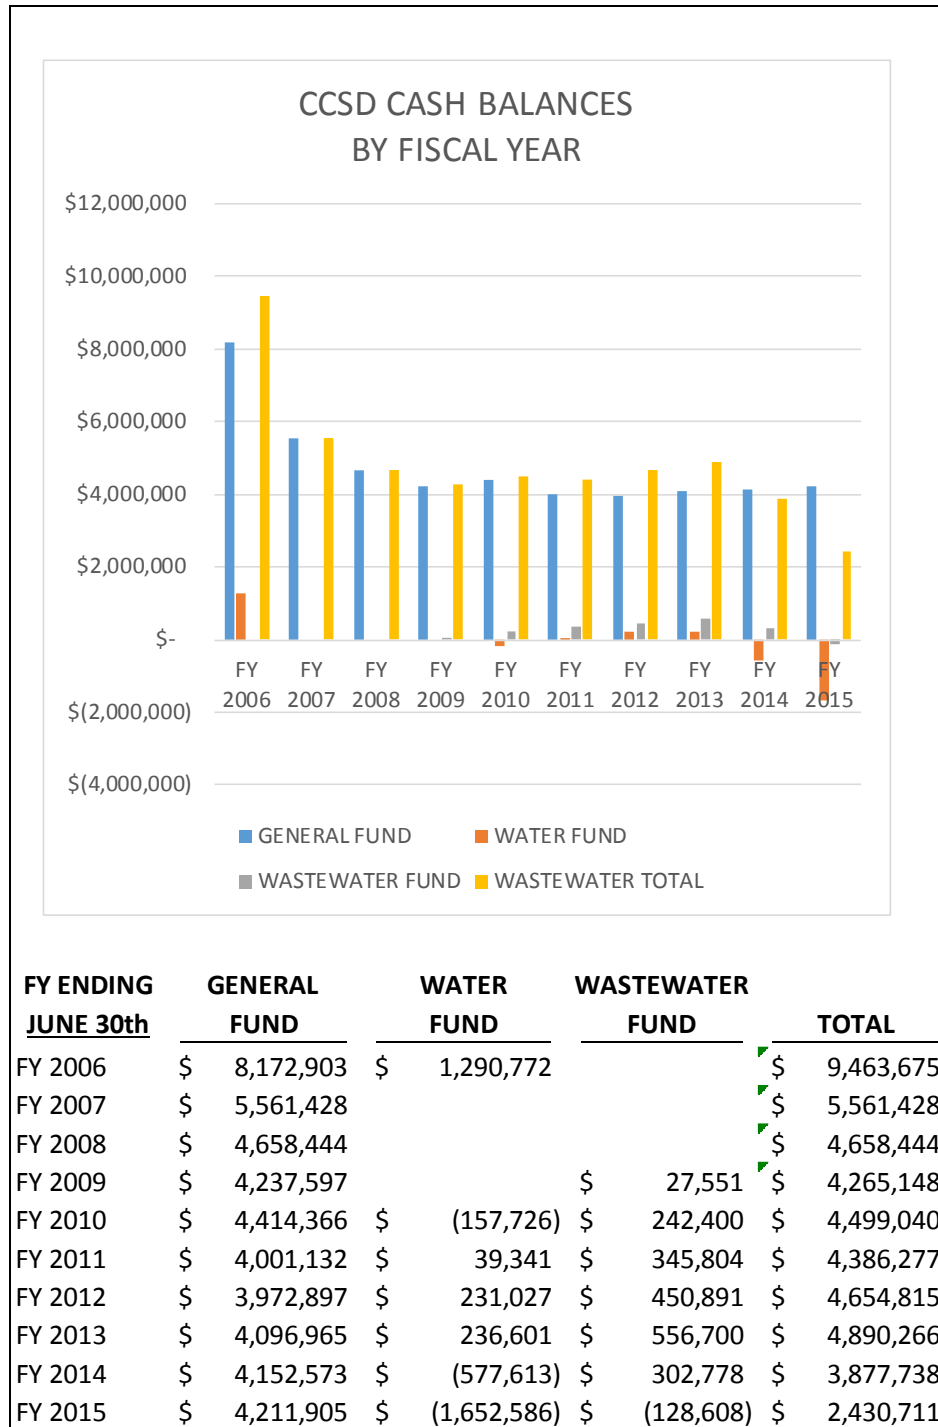 CCSD CASH BALANCES
BY FISCAL YEAR
$12,000,000
$10,000,000
$8,000,000
$6,000,000
$4,000,000
$2,000,000
$-
$(2,000,000)
$(4,000,000)
FY 2006 FY 2007 FY 2008 FY 2009 FY 2010 FY 2011 FY 2012 FY 2013 FY 2014 FY 2015
GENERAL FUND WATER FUND
WASTEWATER FUND WASTEWATER TOTAL
FY ENDING GENERAL WATER WASTEWATER
JUNE 30th FUND FUND FUND TOTAL
FY 2006 $ 8,172,903 $ 1,290,772 $ 9,463,675
FY 2007 $ 5,561,428 $ 5,561,428
FY 2008 $ 4,658,444 $ 4,658,444
FY 2009 $ 4,237,597 $ 27,551 $ 4,265,148
FY 2010 $ 4,414,366 $ (157,726) $ 242,400 $ 4,499,040
FY 2011 $ 4,001,132 $ 39,341 $ 345,804 $ 4,386,277
FY 2012 $ 3,972,897 $ 231,027 $ 450,891 $ 4,654,815
FY 2013 $ 4,096,965 $ 236,601 $ 556,700 $ 4,890,266
FY 2014 $ 4,152,573 $ (577,613) $ 302,778 $ 3,877,738
FY 2015 $ 4,211,905 $ (1,652,586) $ (128,608) $ 2,430,711